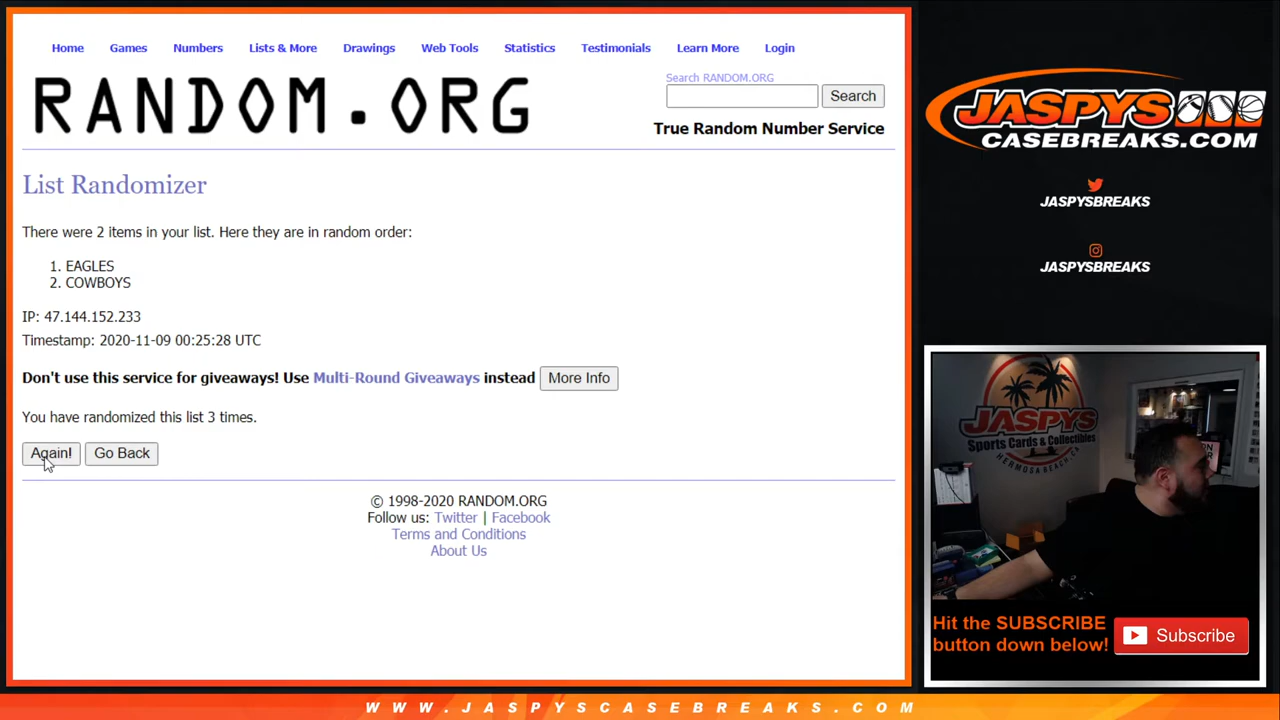 Home Games Numbers Lists & More Drawings Web Tools Statistics Testimonials Learn More Login
RANDOM.ORG
Search RANDOM.ORG
Search
True Random Number Service
List Randomizer
There were 2 items in your list. Here they are in random order:
1. EAGLES
2. COWBOYS
IP: 47.144.152.233
Timestamp: 2020-11-09 00:25:28 UTC
Don't use this service for giveaways! Use Multi-Round Giveaways instead More Info
You have randomized this list 3 times.
Again! Go Back
© 1998-2020 RANDOM.ORG
Follow us: Twitter | Facebook
Terms and Conditions
About Us
JASPYS
CASEBREAKS.COM
JASPYSBREAKS
JASPYSBREAKS
JASPYS
Sports Cards & Collectibles
HERMOSA BEACH, CA
Hit the SUBSCRIBE
button down below!
Subscribe
WWW.JASPYSCASEBREAKS.COM